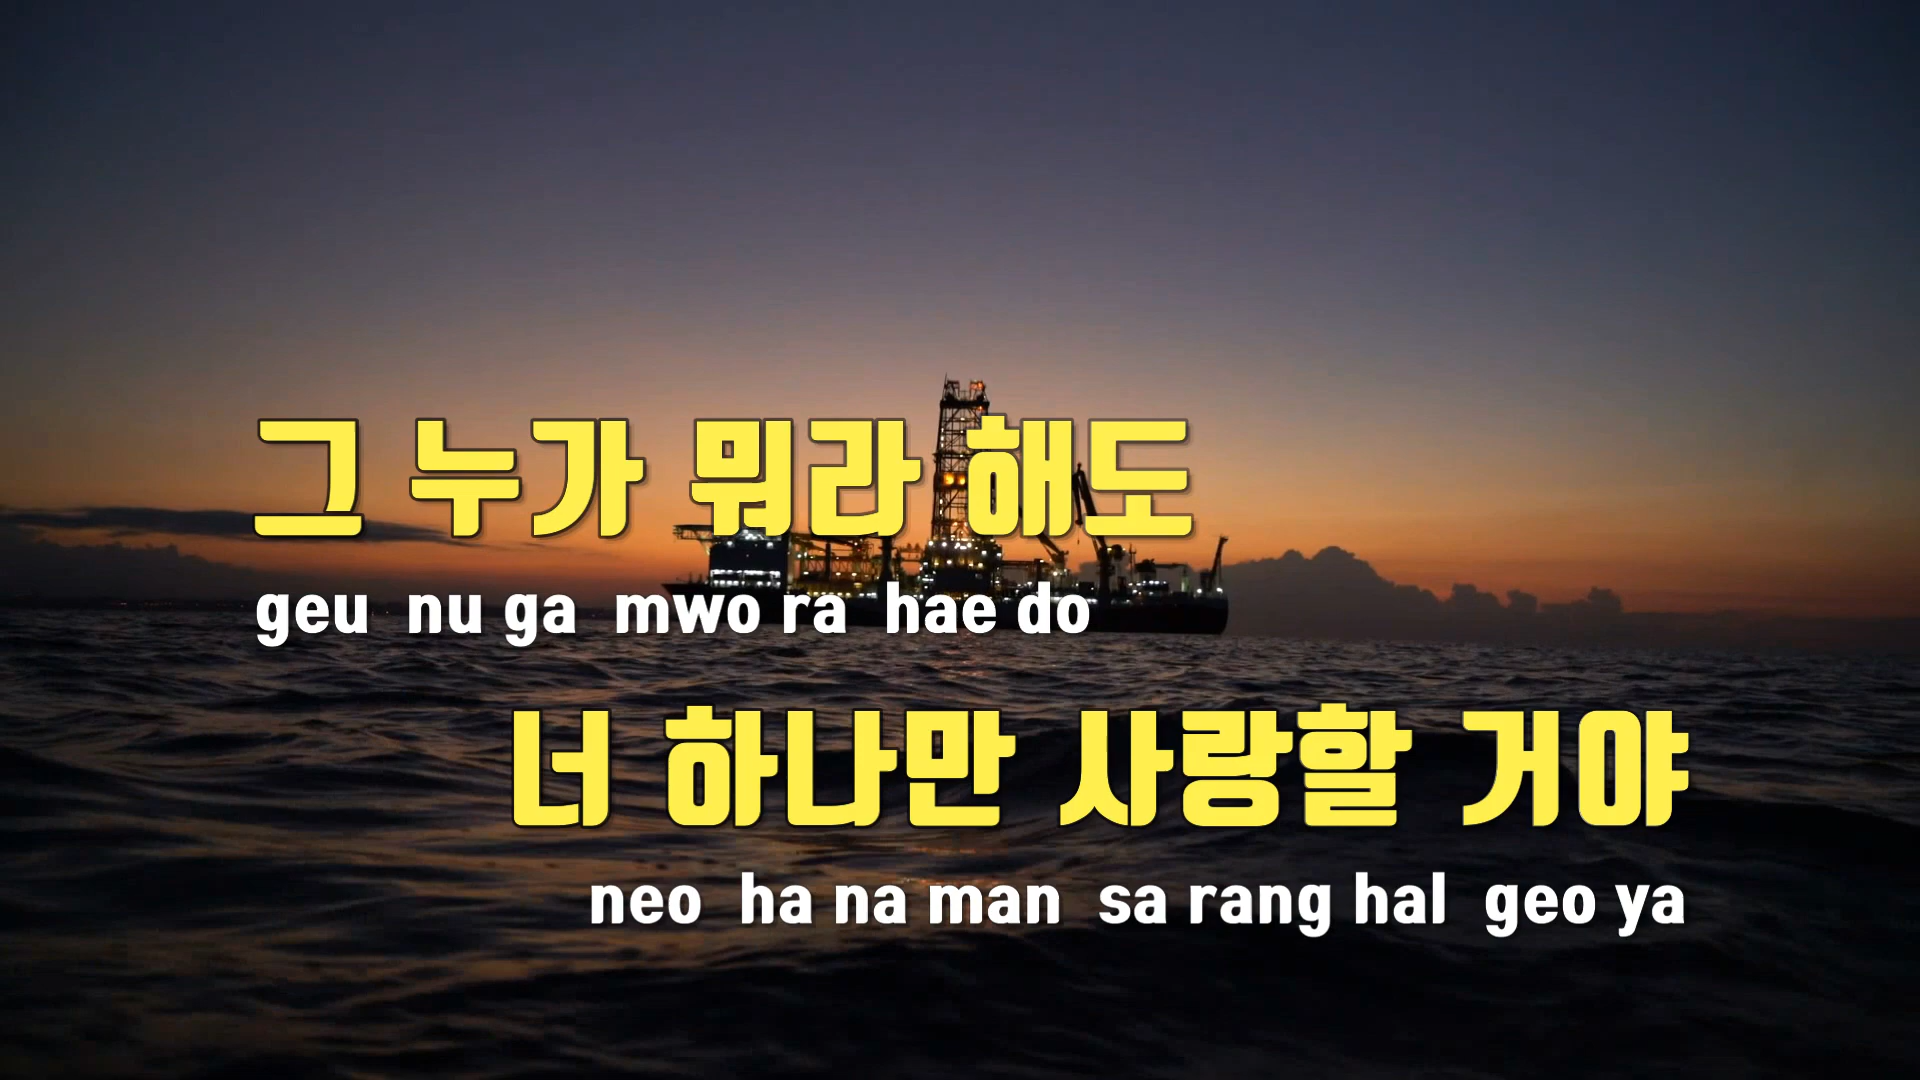 그 누가 뭐라 해도
geu nu ga mwo ra hae do
너 하나만 사랑할 거야
neo ha na man sa rang hal geo ya